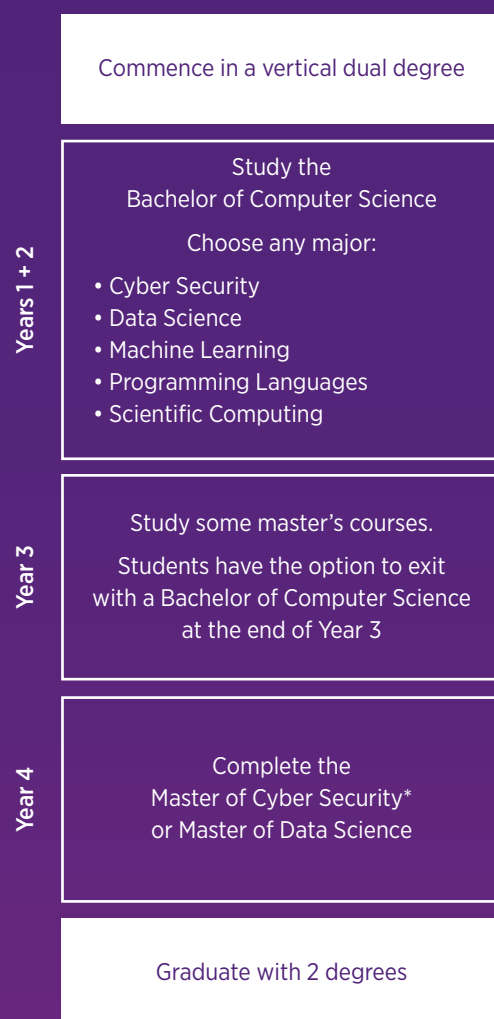 Commence in a vertical dual degree
Years 1 + 2
Study the
Bachelor of Computer Science
Choose any major:
• Cyber Security
• Data Science
• Machine Learning
• Programming Languages
• Scientific Computing
Year 3
Study some master’s courses.
Students have the option to exit
with a Bachelor of Computer Science
at the end of Year 3
Year 4
Complete the
Master of Cyber Security*
or Master of Data Science
Graduate with 2 degrees